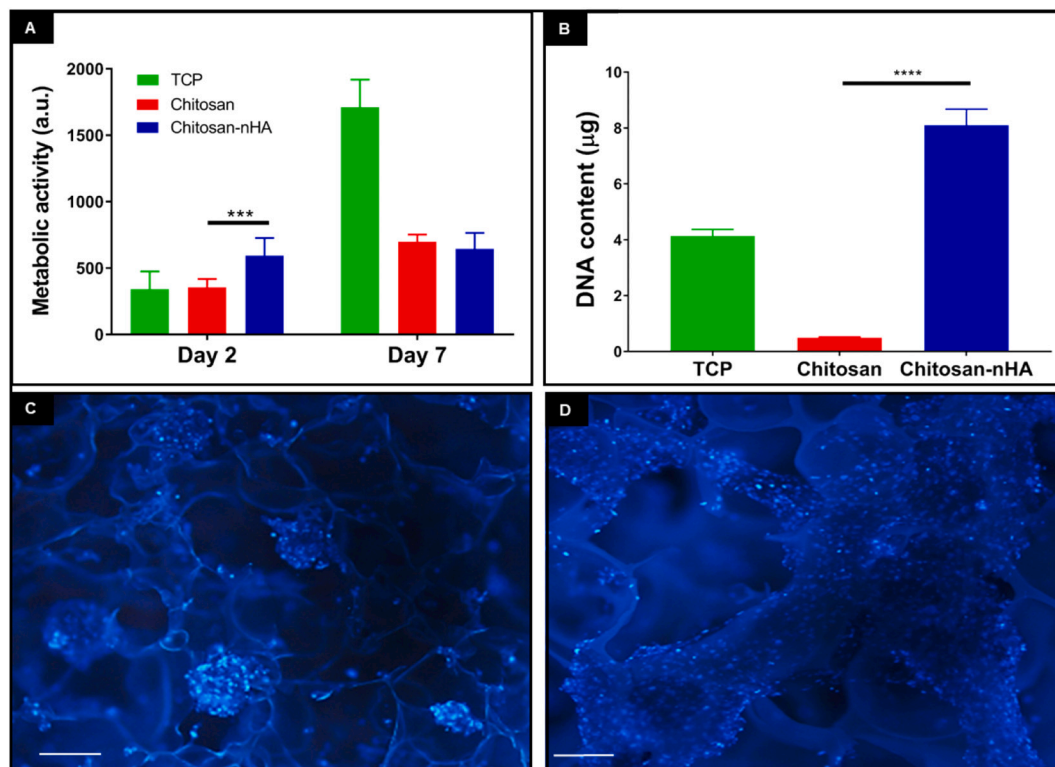 A
Metabolic activity (a.u.)
2000
1500
1000
500
0
TCP
Chitosan
Chitosan-nHA
***
Day 2
Day 7
B
DNA content (μg)
10
8
6
4
2
0
****
TCP
Chitosan
Chitosan-nHA
C
D